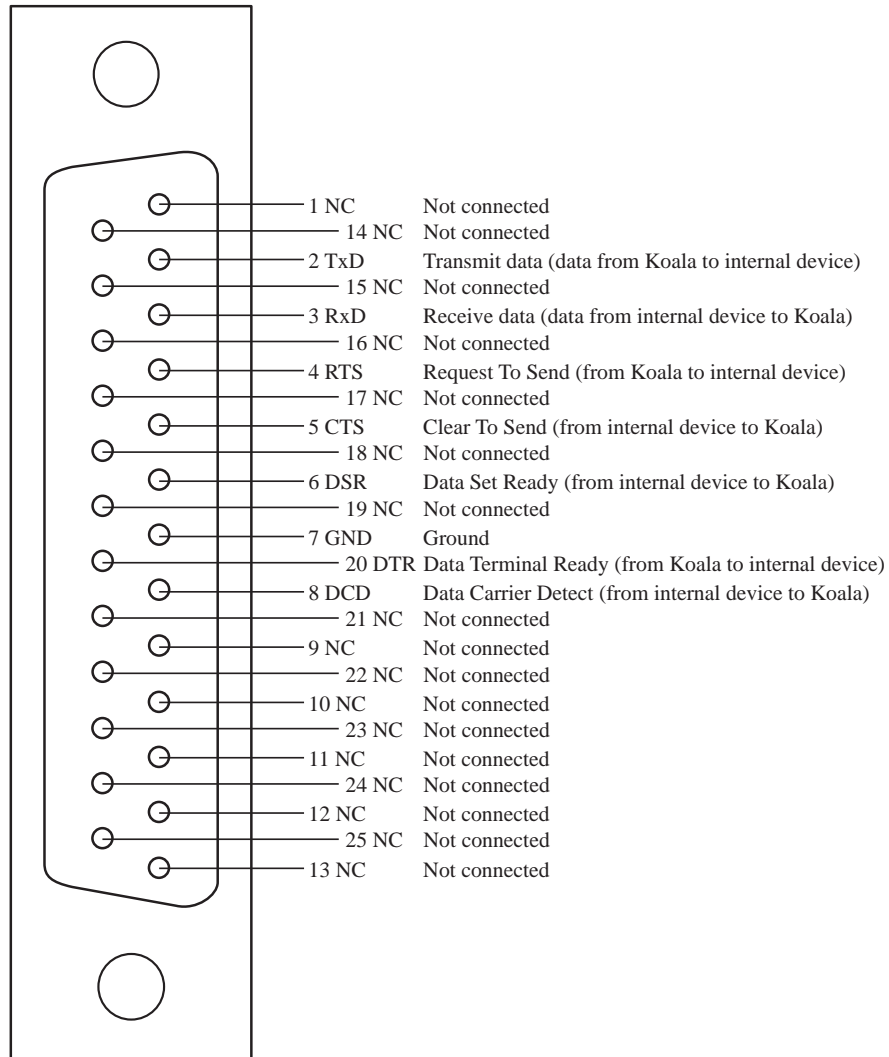 1 NC Not connected
14 NC Not connected
2 TxD Transmit data (data from Koala to internal device)
15 NC Not connected
3 RxD Receive data (data from internal device to Koala)
16 NC Not connected
4 RTS Request To Send (from Koala to internal device)
17 NC Not connected
5 CTS Clear To Send (from internal device to Koala)
18 NC Not connected
6 DSR Data Set Ready (from internal device to Koala)
19 NC Not connected
7 GND Ground
20 DTR Data Terminal Ready (from Koala to internal device)
8 DCD Data Carrier Detect (from internal device to Koala)
21 NC Not connected
9 NC Not connected
22 NC Not connected
10 NC Not connected
23 NC Not connected
11 NC Not connected
24 NC Not connected
12 NC Not connected
25 NC Not connected
13 NC Not connected